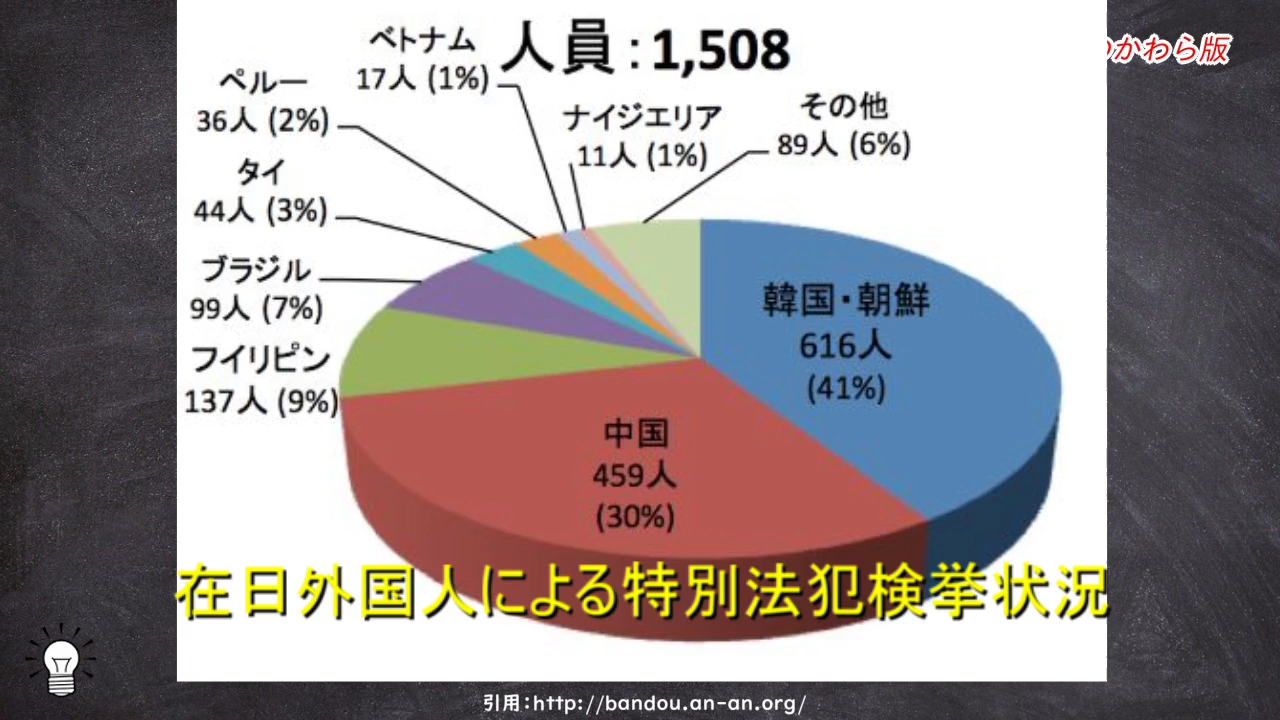 人員：1,508
のかわら版
ベトナム
17人 (1%)
ペルー
36人 (2%)
ナイジエリア
11人 (1%)
その他
89人 (6%)
タイ
44人 (3%)
ブラジル
99人 (7%)
フイリピン
137人 (9%)
韓国・朝鮮
616人
(41%)
中国
459人
(30%)
在日外国人による特別法犯検挙状況
引用：http://bandou.an-an.org/